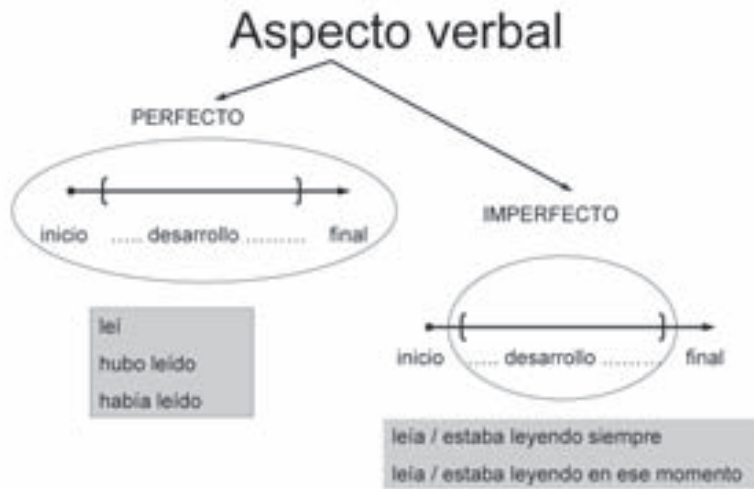 Aspecto verbal
PERFECTO
inicio ..... desarrollo ......... final
leí
hubo leído
había leído
IMPERFECTO
inicio ..... desarrollo ......... final
leía / estaba leyendo siempre
leía / estaba leyendo en ese momento